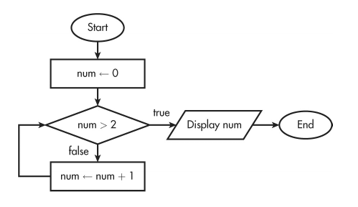 Start
num ← 0
num > 2
true
Display num
End
false
num ← num + 1